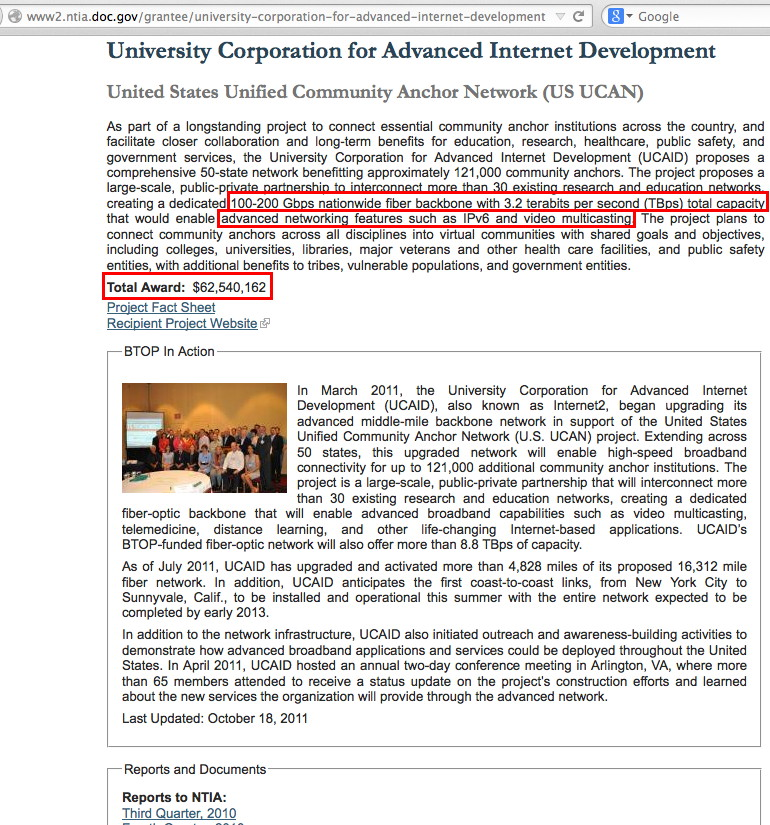 www2.ntia.doc.gov/grantee/university-corporation-for-advanced-internet-development
Google
University Corporation for Advanced Internet Development
United States Unified Community Anchor Network (US UCAN)
As part of a longstanding project to connect essential community anchor institutions across the country, and
facilitate closer collaboration and long-term benefits for education, research, healthcare, public safety, and
government services, the University Corporation for Advanced Internet Development (UCAID) proposes a
comprehensive 50-state network benefitting approximately 121,000 community anchors. The project proposes a
large-scale, public-private partnership to interconnect more than 30 existing research and education networks,
creating a dedicated 100-200 Gbps nationwide fiber backbone with 3.2 terabits per second (TBps) total capacity
that would enable advanced networking features such as IPv6 and video multicasting. The project plans to
connect community anchors across all disciplines into virtual communities with shared goals and objectives,
including colleges, universities, libraries, major veterans and other health care facilities, and public safety
entities, with additional benefits to tribes, vulnerable populations, and government entities.
Total Award: $62,540,162
Project Fact Sheet
Recipient Project Website
BTOP In Action
In March 2011, the University Corporation for Advanced Internet
Development (UCAID), also known as Internet2, began upgrading its
advanced middle-mile backbone network in support of the United States
Unified Community Anchor Network (U.S. UCAN) project. Extending across
50 states, this upgraded network will enable high-speed broadband
connectivity for up to 121,000 additional community anchor institutions. The
project is a large-scale, public-private partnership that will interconnect more
than 30 existing research and education networks, creating a dedicated
fiber-optic backbone that will enable advanced broadband capabilities such as video multicasting,
telemedicine, distance learning, and other life-changing Internet-based applications. UCAID's
BTOP-funded fiber-optic network will also offer more than 8.8 TBps of capacity.
As of July 2011, UCAID has upgraded and activated more than 4,828 miles of its proposed 16,312 mile
fiber network. In addition, UCAID anticipates the first coast-to-coast links, from New York City to
Sunnyvale, Calif., to be installed and operational this summer with the entire network expected to be
completed by early 2013.
In addition to the network infrastructure, UCAID also initiated outreach and awareness-building activities to
demonstrate how advanced broadband applications and services could be deployed throughout the United
States. In April 2011, UCAID hosted an annual two-day conference meeting in Arlington, VA, where more
than 65 members attended to receive a status update on the project's construction efforts and learned
about the new services the organization will provide through the advanced network.
Last Updated: October 18, 2011
Reports and Documents
Reports to NTIA:
Third Quarter, 2010